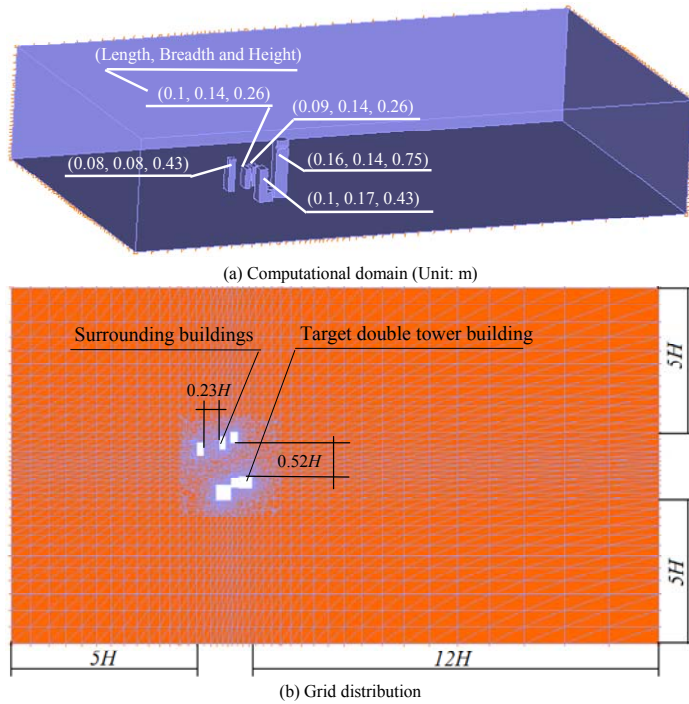 (Length, Breadth and Height)
(0.1, 0.14, 0.26)
(0.09, 0.14, 0.26)
(0.08, 0.08, 0.43)
(0.16, 0.14, 0.75)
(0.1, 0.17, 0.43)
(a) Computational domain (Unit: m)
Surrounding buildings
Target double tower building
0.23H
5H
0.52H
5H
5H
12H
(b) Grid distribution